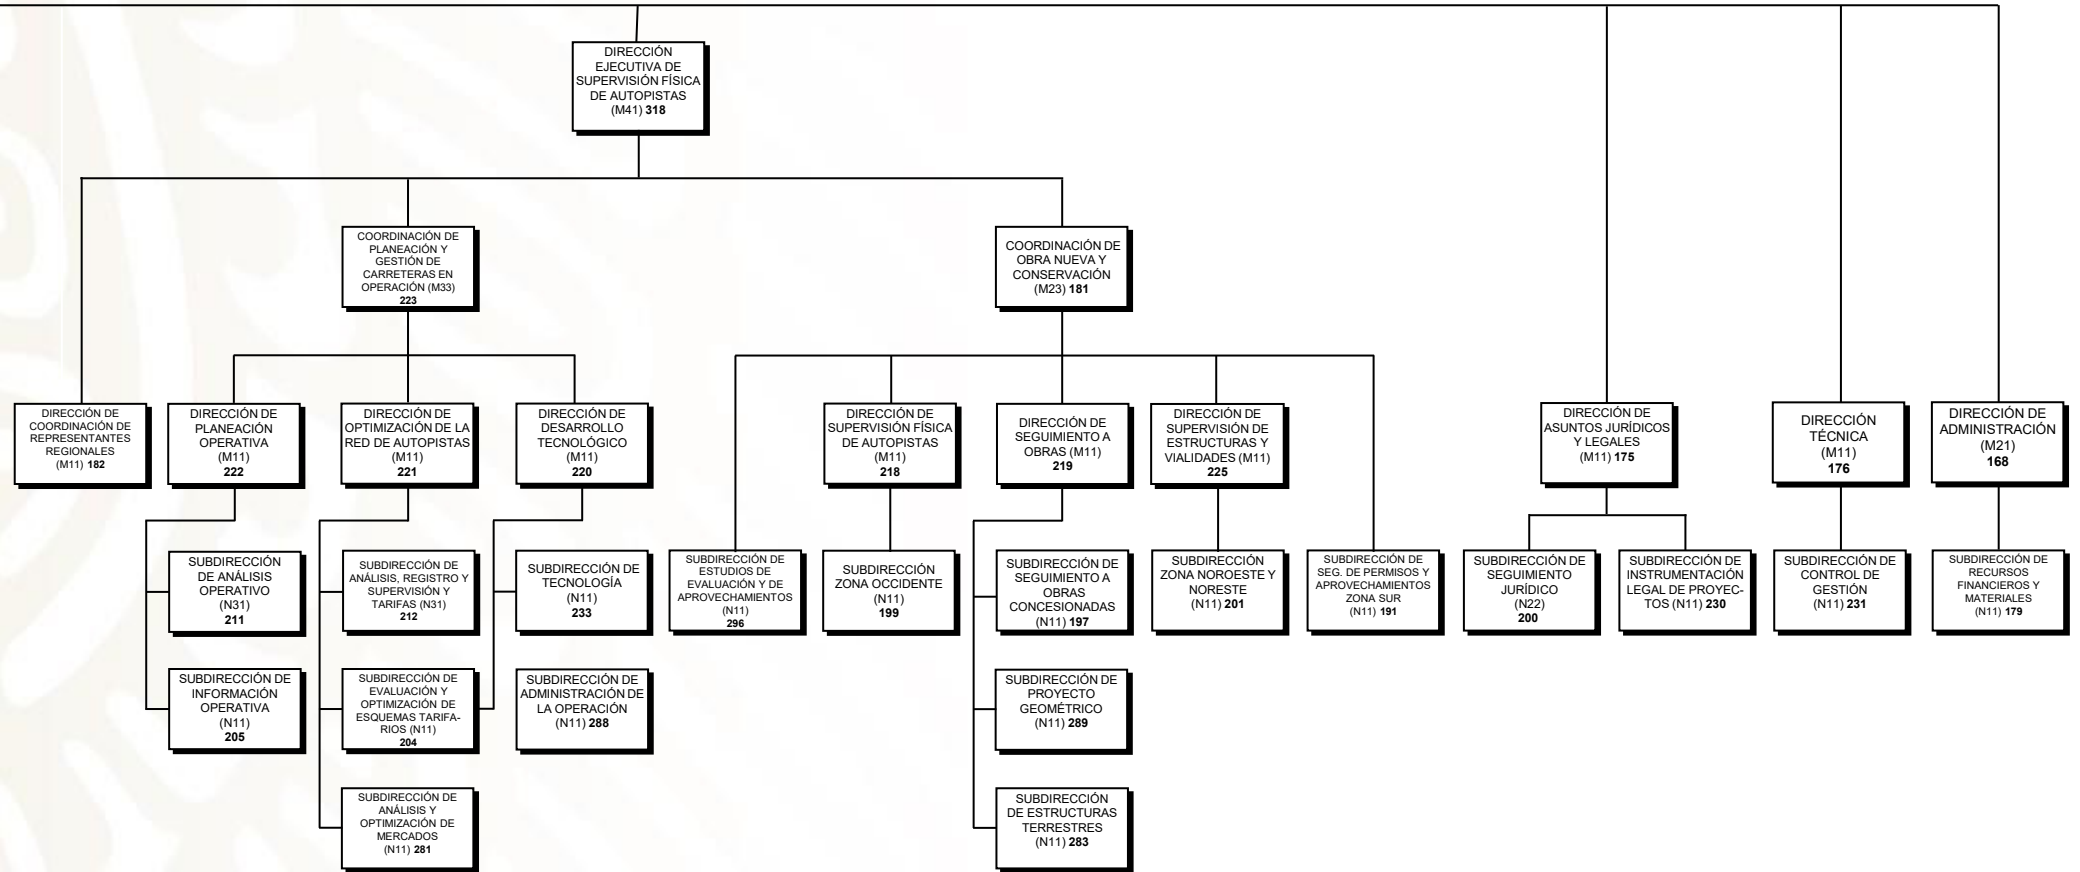 DIRECCIÓN
EJECUTIVA DE
SUPERVISIÓN FÍSICA
DE AUTOPISTAS
(M41) 318
COORDINACIÓN DE
PLANEACIÓN Y
GESTIÓN DE
CARRETERAS EN
OPERACIÓN (M33)
223
COORDINACIÓN DE
OBRA NUEVA Y
CONSERVACIÓN
(M23) 181
DIRECCIÓN DE
COORDINACIÓN DE
REPRESENTANTES
REGIONALES
(M11) 182
DIRECCIÓN DE
PLANEACIÓN
OPERATIVA
(M11)
222
DIRECCIÓN DE
OPTIMIZACIÓN DE LA
RED DE AUTOPISTAS
(M11)
221
DIRECCIÓN DE
DESARROLLO
TECNOLÓGICO
(M11)
220
DIRECCIÓN DE
SUPERVISIÓN FÍSICA
DE AUTOPISTAS
(M11)
218
DIRECCIÓN DE
SEGUIMIENTO A
OBRAS (M11)
219
DIRECCIÓN DE
SUPERVISIÓN DE
ESTRUCTURAS Y
VIALIDADES (M11)
225
DIRECCIÓN DE
ASUNTOS JURÍDICOS
Y LEGALES
(M11) 175
DIRECCIÓN
TÉCNICA
(M11)
176
DIRECCIÓN DE
ADMINISTRACIÓN
(M21)
168
SUBDIRECCIÓN
DE ANÁLISIS
OPERATIVO
(N31)
211
SUBDIRECCIÓN DE
ANÁLISIS, REGISTRO Y
SUPERVISIÓN Y
TARIFAS (N31)
212
SUBDIRECCIÓN DE
TECNOLOGÍA
(N11)
233
SUBDIRECCIÓN DE
ESTUDIOS DE
EVALUACIÓN Y DE
APROVECHAMIENTOS
(N11)
296
SUBDIRECCIÓN
ZONA OCCIDENTE
(N11)
199
SUBDIRECCIÓN DE
SEGUIMIENTO A
OBRAS
CONCESIONADAS
(N11) 197
SUBDIRECCIÓN
ZONA NOROESTE Y
NORESTE
(N11) 201
SUBDIRECCIÓN DE
SEG. DE PERMISOS Y
APROVECHAMIENTOS
ZONA SUR
(N11) 191
SUBDIRECCIÓN DE
SEGUIMIENTO
JURÍDICO
(N22)
200
SUBDIRECCIÓN DE
INSTRUMENTACIÓN
LEGAL DE PROYEC-
TOS (N11) 230
SUBDIRECCIÓN DE
CONTROL DE
GESTIÓN
(N11) 231
SUBDIRECCIÓN DE
RECURSOS
FINANCIEROS Y
MATERIALES
(N11) 179
SUBDIRECCIÓN DE
INFORMACIÓN
OPERATIVA
(N11)
205
SUBDIRECCIÓN DE
EVALUACIÓN Y
OPTIMIZACIÓN DE
ESQUEMAS TARIFA-
RIOS (N11)
204
SUBDIRECCIÓN DE
ADMINISTRACIÓN DE
LA OPERACIÓN
(N11) 288
SUBDIRECCIÓN DE
PROYECTO
GEOMÉTRICO
(N11) 289
SUBDIRECCIÓN DE
ANÁLISIS Y
OPTIMIZACIÓN DE
MERCADOS
(N11) 281
SUBDIRECCIÓN
DE ESTRUCTURAS
TERRESTRES
(N11) 283